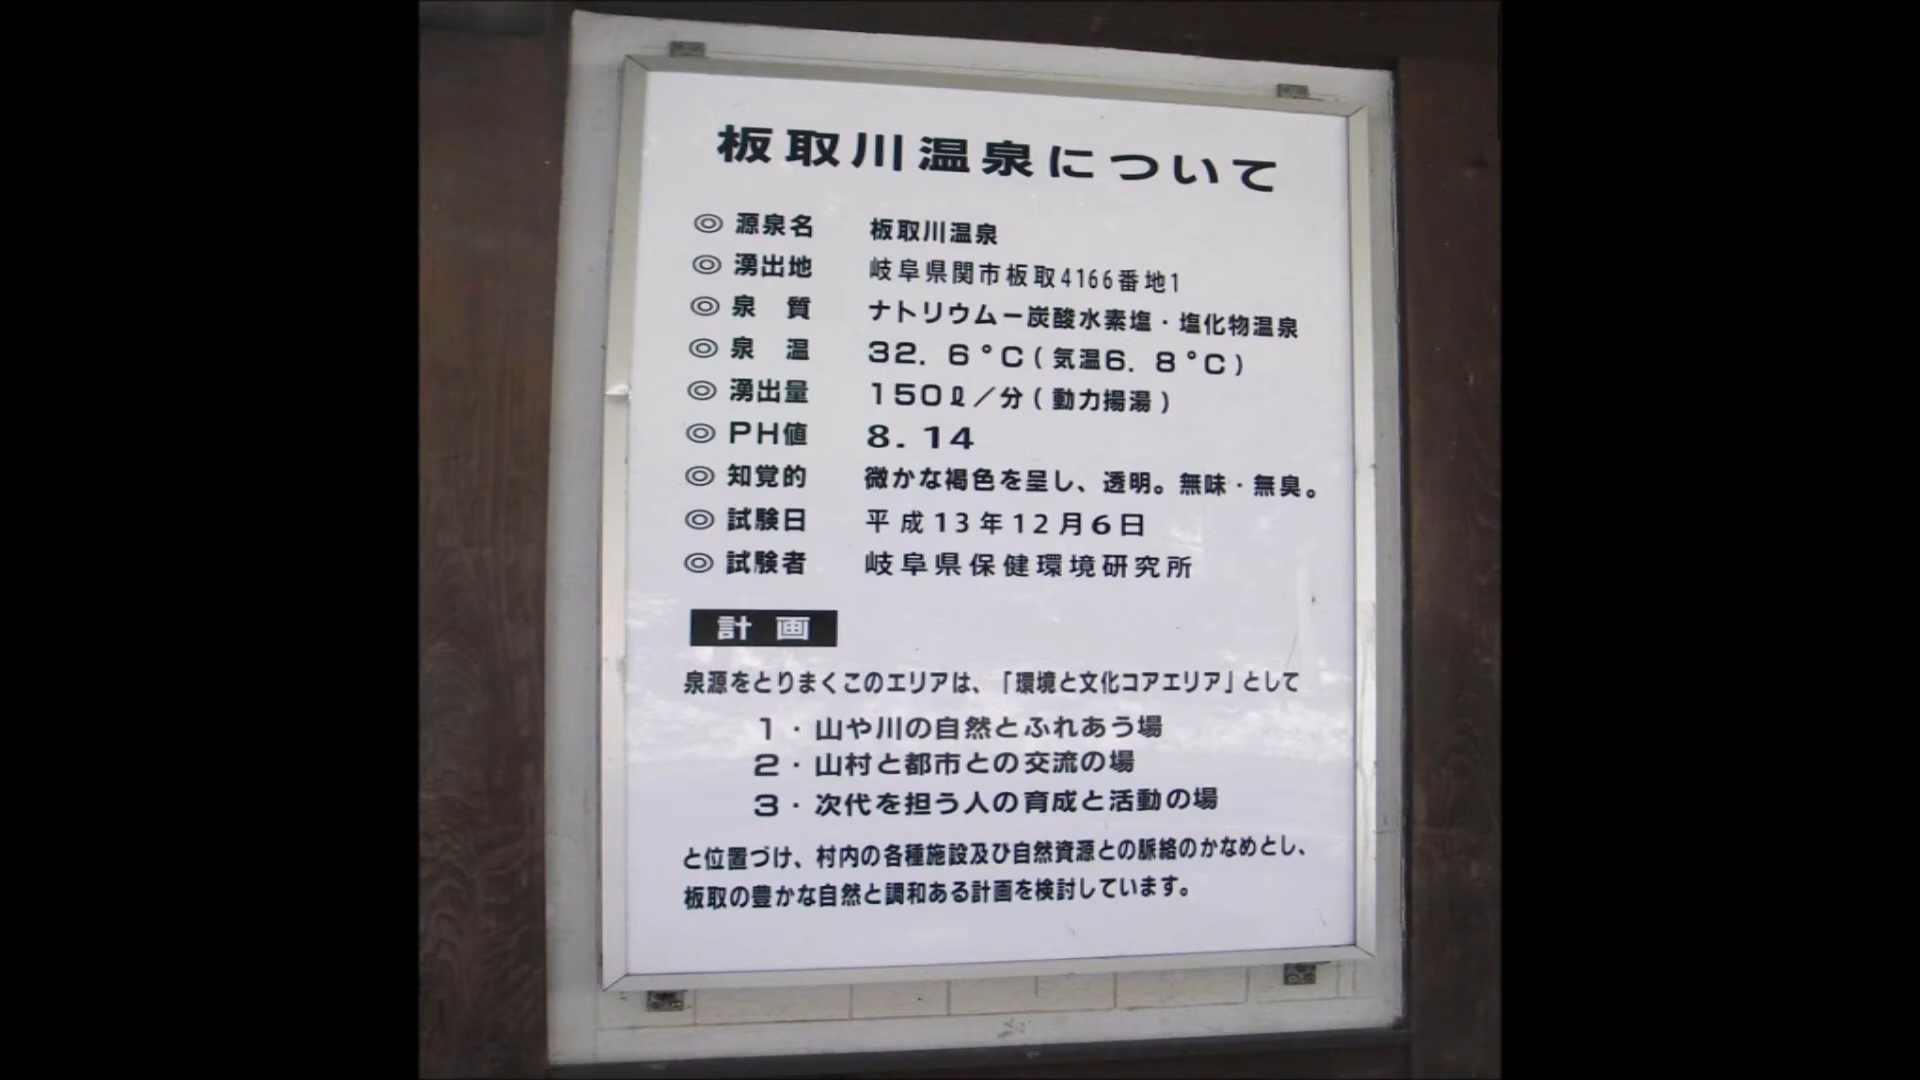 板取川温泉について
◎ 源泉名 板取川温泉
◎ 湧出地 岐阜県関市板取4166番地1
◎ 泉 質 ナトリウムー炭酸水素塩・塩化物温泉
◎ 泉 温 32.6°C(気温6.8°C)
◎ 湧出量 150ℓ/分(動力揚湯)
◎ PH値 8.14
◎ 知覚的 微かな褐色を呈し、透明。無味・無臭。
◎ 試験日 平成13年12月6日
◎ 試験者 岐阜県保健環境研究所
計 画
泉源をとりまくこのエリアは、「環境と文化コアエリア」として
1・山や川の自然とふれあう場
2・山村と都市との交流の場
3・次代を担う人の育成と活動の場
と位置づけ、村内の各種施設及び自然資源との脈絡のかなめとし、
板取の豊かな自然と調和ある計画を検討しています。